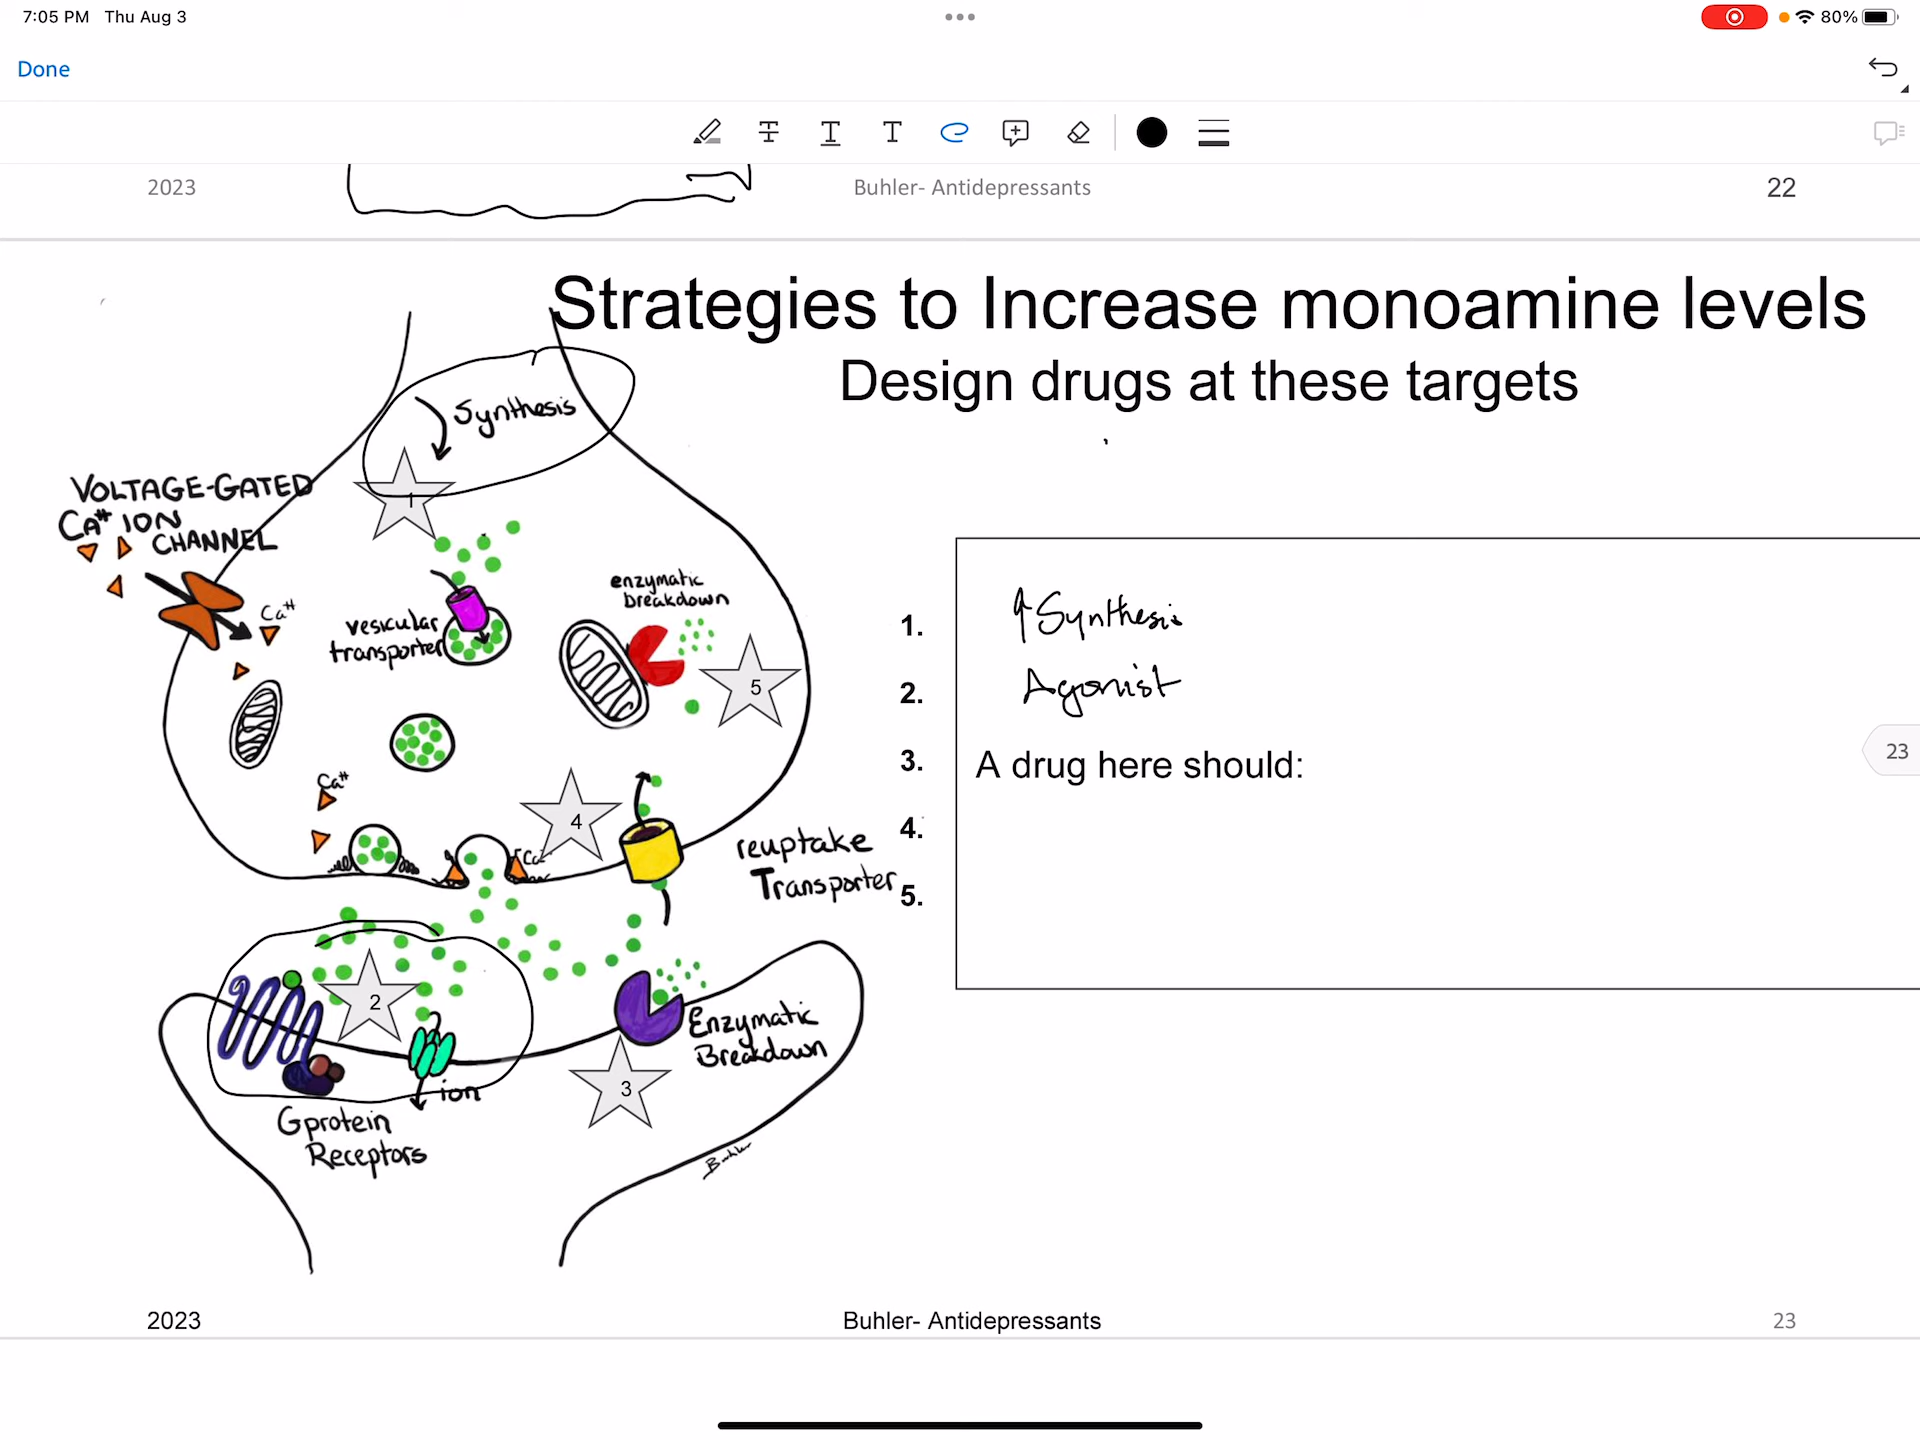 7:05 PM Thu Aug 3
80%
Done
2023 Buhler- Antidepressants 22
Strategies to Increase monoamine levels
Design drugs at these targets
Synthesis
1
VOLTAGE-GATED
CA⁺⁺ ION
CHANNEL
Ca⁺⁺
vesicular
transporter
enzymatic
breakdown
5
Ca⁺⁺
4
Ca
reuptake
Transporter
2
ion
Gprotein
Receptors
Enzymatic
Breakdown
3
Buhler
1. ↑Synthesis
2. Agonist
3. A drug here should:
4.
5.
23
2023 Buhler- Antidepressants 23